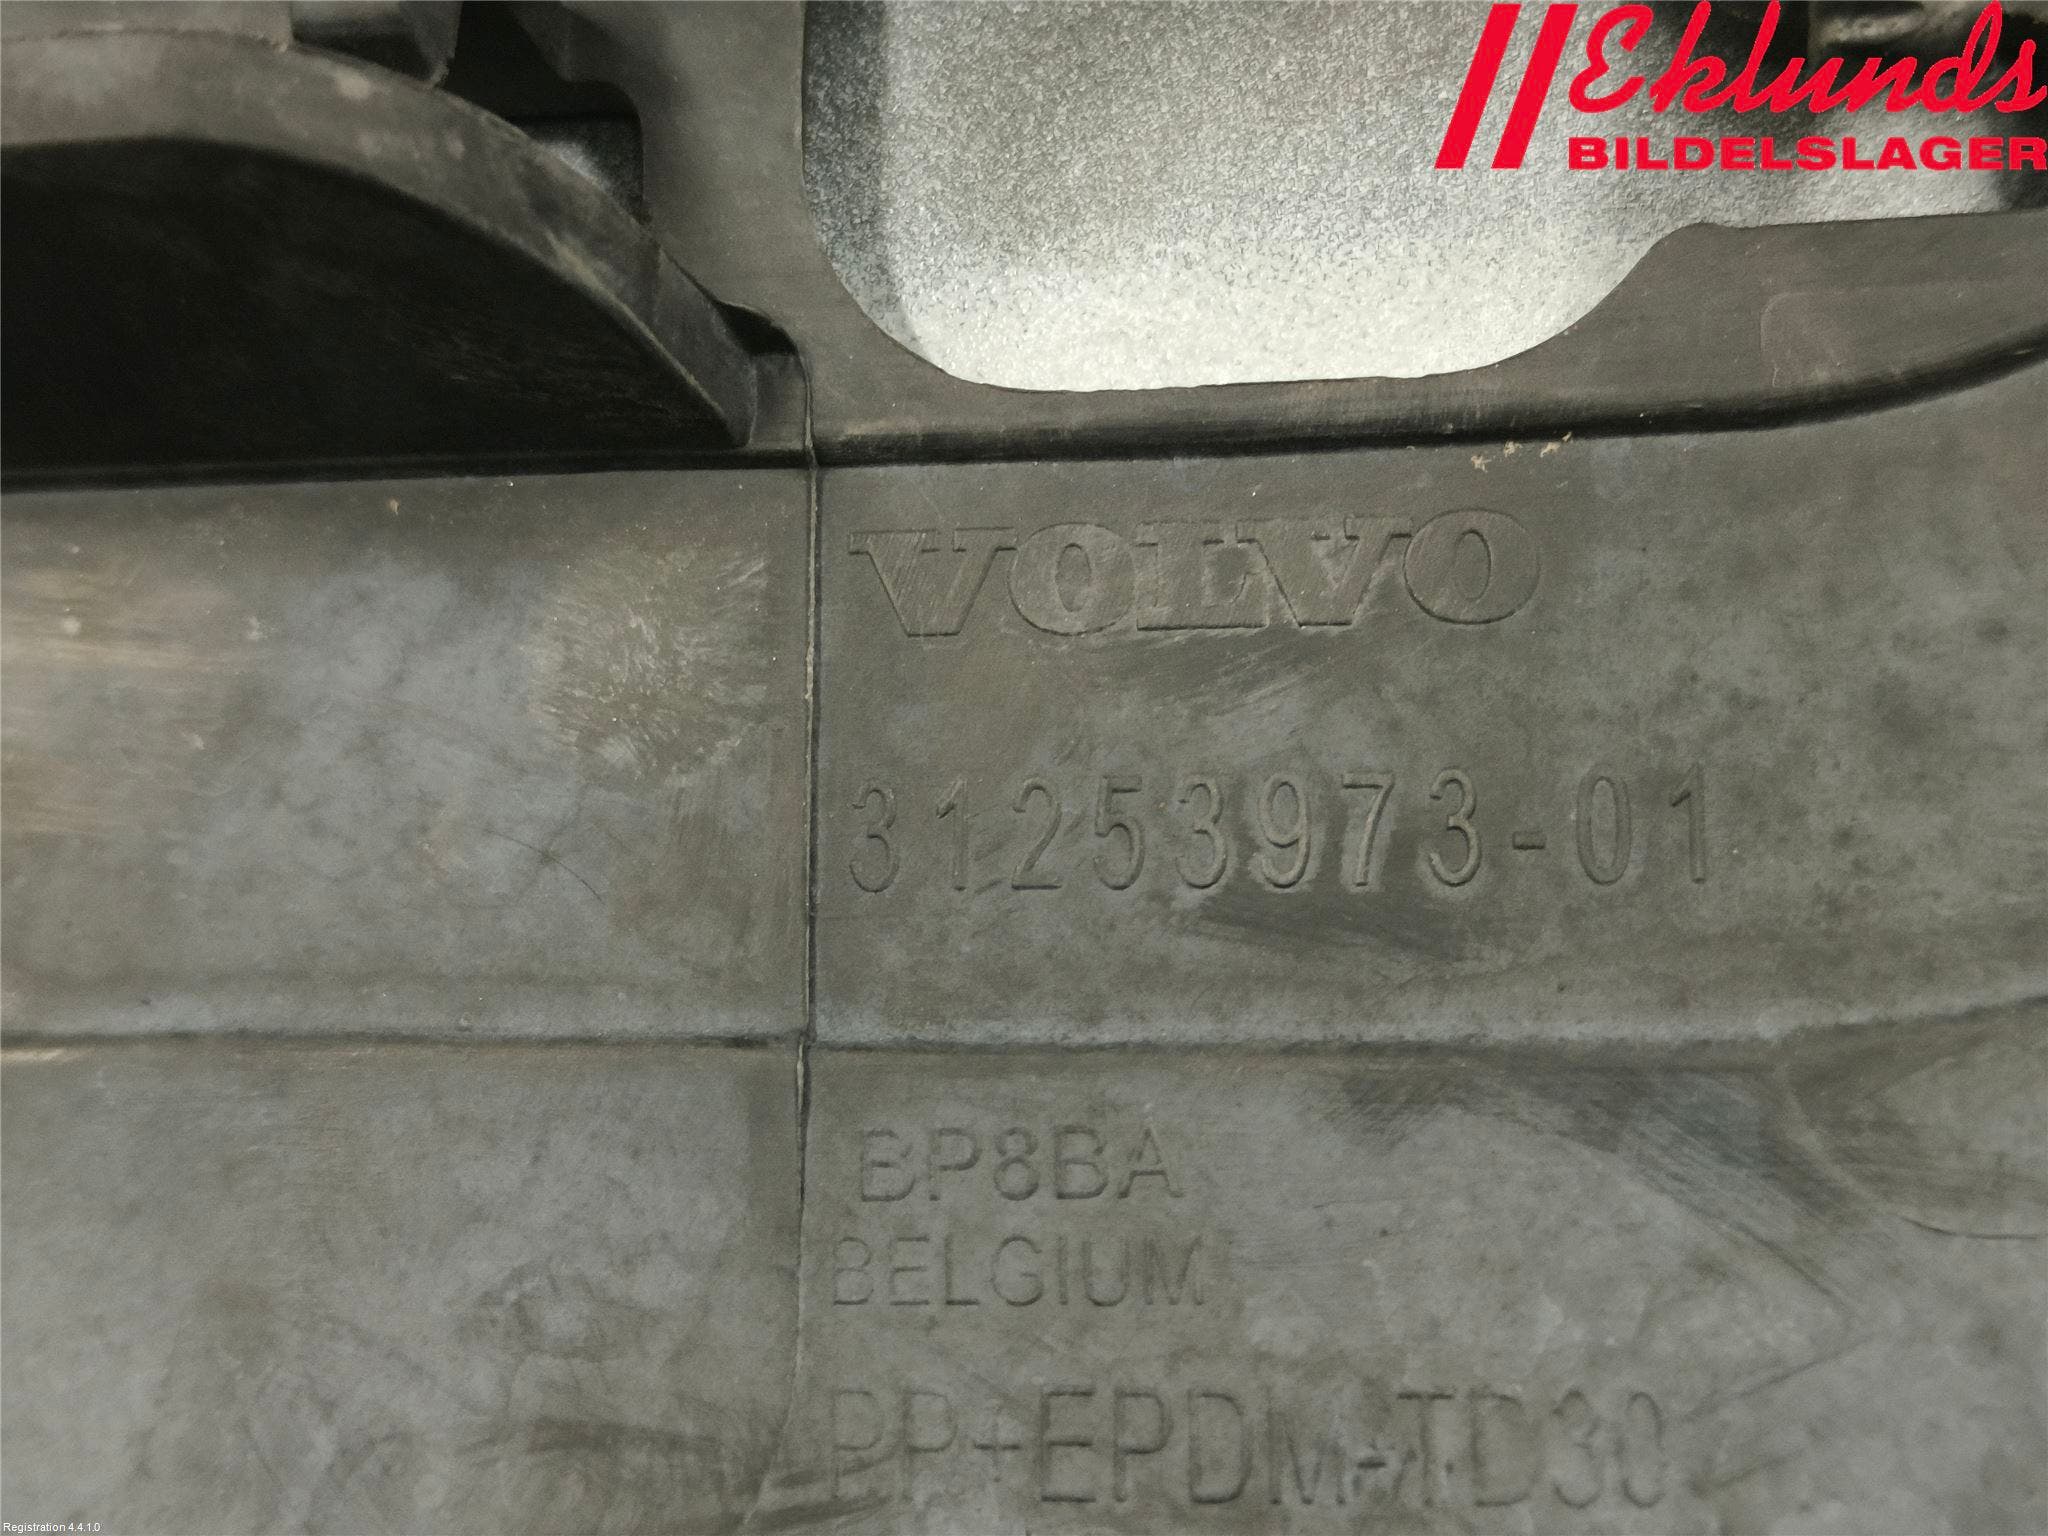 Eklunds
BILDELSLAGER
VOLVO
31253973-01
BP8BA
BELGIUM
PP+EPDM-TD30
Registration 4.4.1.0